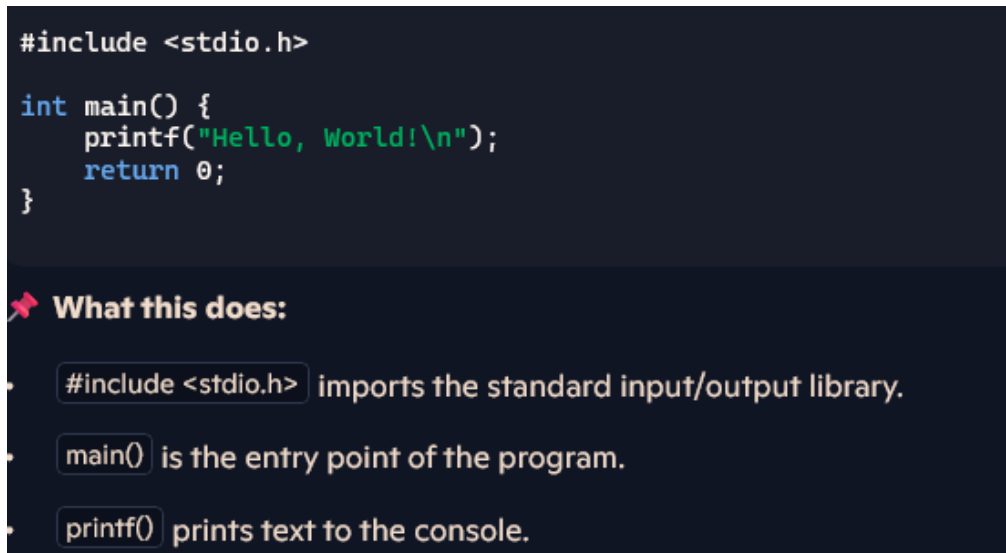 #include <stdio.h>
int main() {
printf("Hello, World!\n");
return 0;
}
What this does:
• #include <stdio.h> imports the standard input/output library.
• main() is the entry point of the program.
• printf() prints text to the console.